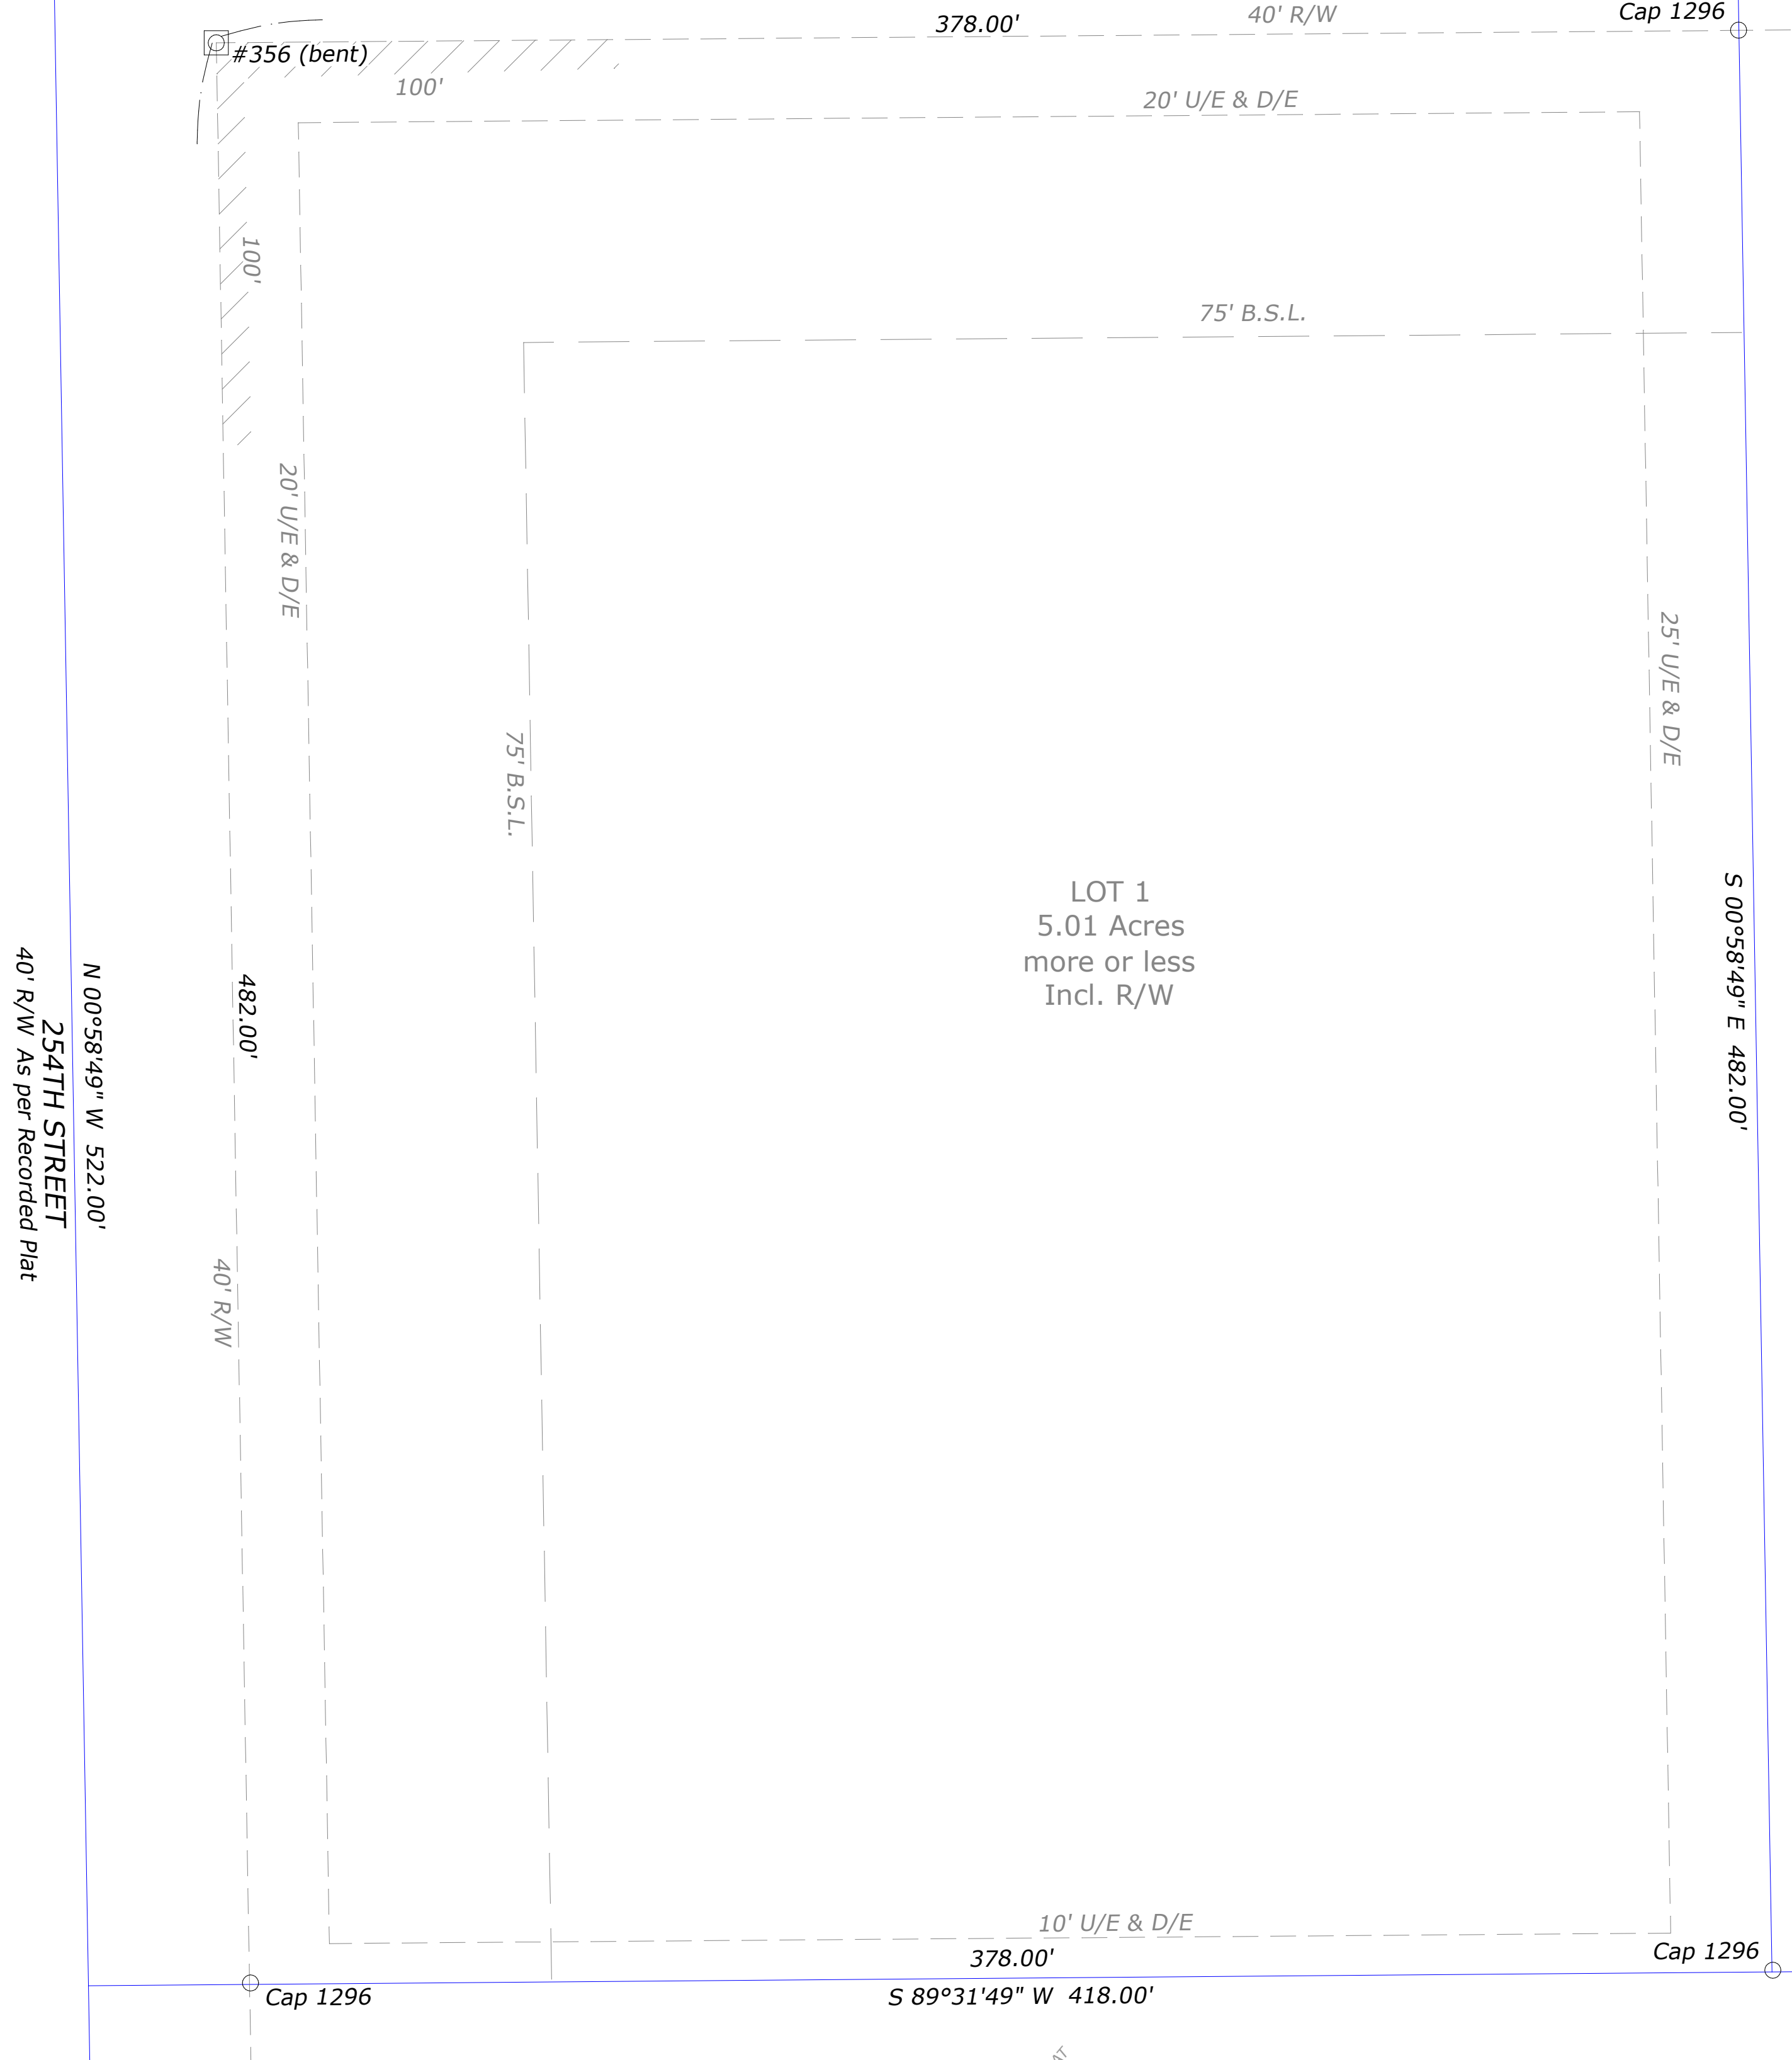 378.00'
40' R/W
Cap 1296
#356 (bent)
100'
20' U/E & D/E
100'
75' B.S.L.
20' U/E & D/E
25' U/E & D/E
75' B.S.L.
LOT 1
5.01 Acres
more or less
Incl. R/W
S 00°58'49" E 482.00'
482.00'
N 00°58'49" W 522.00'
254TH STREET
40' R/W As per Recorded Plat
40' R/W
10' U/E & D/E
378.00'
Cap 1296
Cap 1296
S 89°31'49" W 418.00'